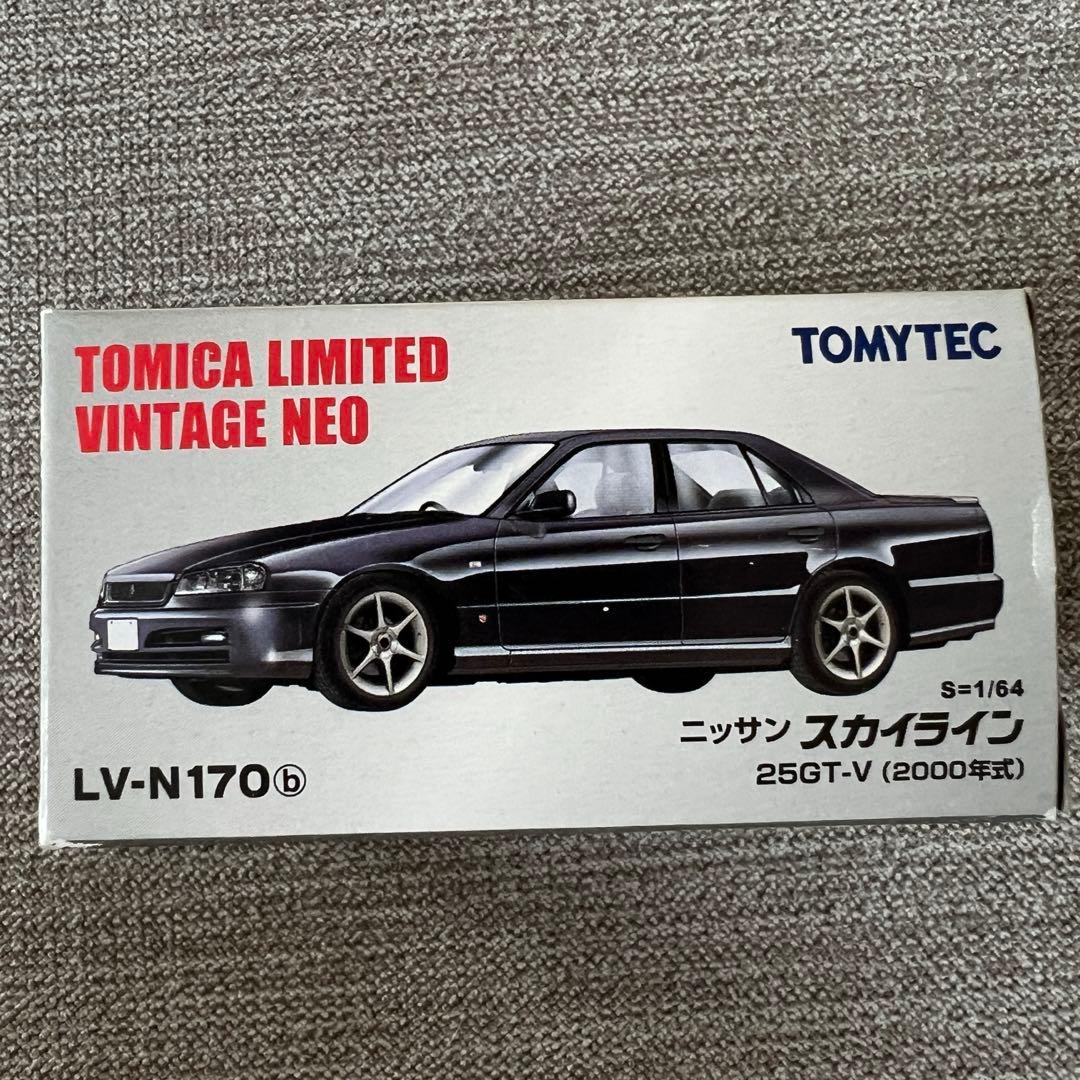 TOMICA LIMITED
VINTAGE NEO
TOMYTEC
S=1/64
ニッサン スカイライン
25GT-V (2000年式)
LV-N170ⓑ